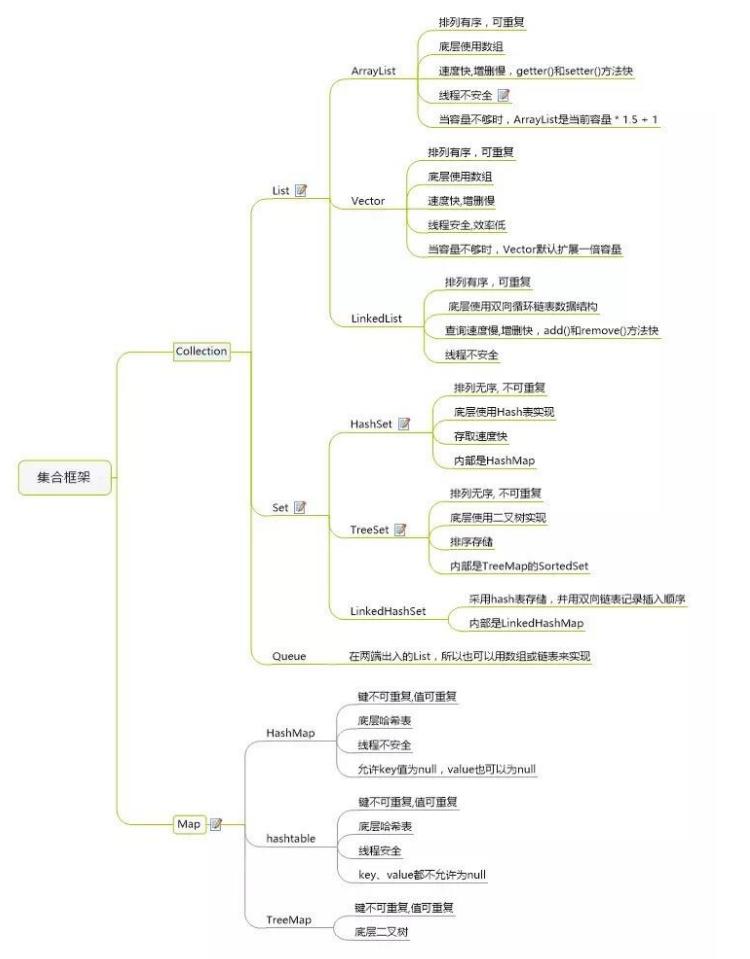 集合框架
Collection
List
ArrayList
排列有序，可重复
底层使用数组
速度快,增删慢，getter()和setter()方法快
线程不安全
当容量不够时，ArrayList是当前容量 * 1.5 + 1
Vector
排列有序，可重复
底层使用数组
速度快,增删慢
线程安全,效率低
当容量不够时，Vector默认扩展一倍容量
LinkedList
排列有序，可重复
底层使用双向循环链表数据结构
查询速度慢,增删快，add()和remove()方法快
线程不安全
Set
HashSet
排列无序, 不可重复
底层使用Hash表实现
存取速度快
内部是HashMap
TreeSet
排列无序, 不可重复
底层使用二叉树实现
排序存储
内部是TreeMap的SortedSet
LinkedHashSet
采用hash表存储，并用双向链表记录插入顺序
内部是LinkedHashMap
Queue
在两端出入的List，所以也可以用数组或链表来实现
Map
HashMap
键不可重复,值可重复
底层哈希表
线程不安全
允许key值为null，value也可以为null
hashtable
键不可重复,值可重复
底层哈希表
线程安全
key、value都不允许为null
TreeMap
键不可重复,值可重复
底层二叉树